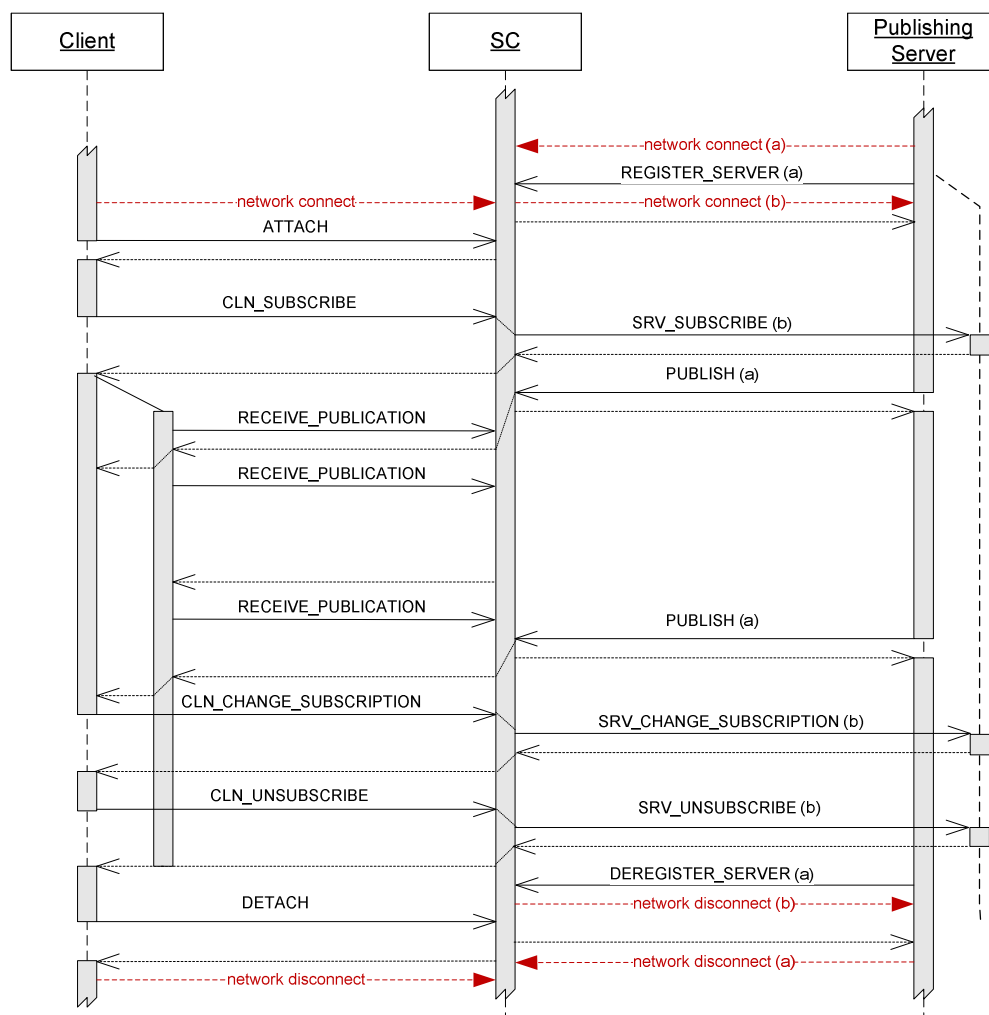 Client
SC
Publishing
Server
network connect (a)
REGISTER_SERVER (a)
network connect
network connect (b)
ATTACH
CLN_SUBSCRIBE
SRV_SUBSCRIBE (b)
PUBLISH (a)
RECEIVE_PUBLICATION
RECEIVE_PUBLICATION
RECEIVE_PUBLICATION
PUBLISH (a)
CLN_CHANGE_SUBSCRIPTION
SRV_CHANGE_SUBSCRIPTION (b)
CLN_UNSUBSCRIBE
SRV_UNSUBSCRIBE (b)
DEREGISTER_SERVER (a)
DETACH
network disconnect (b)
network disconnect (a)
network disconnect